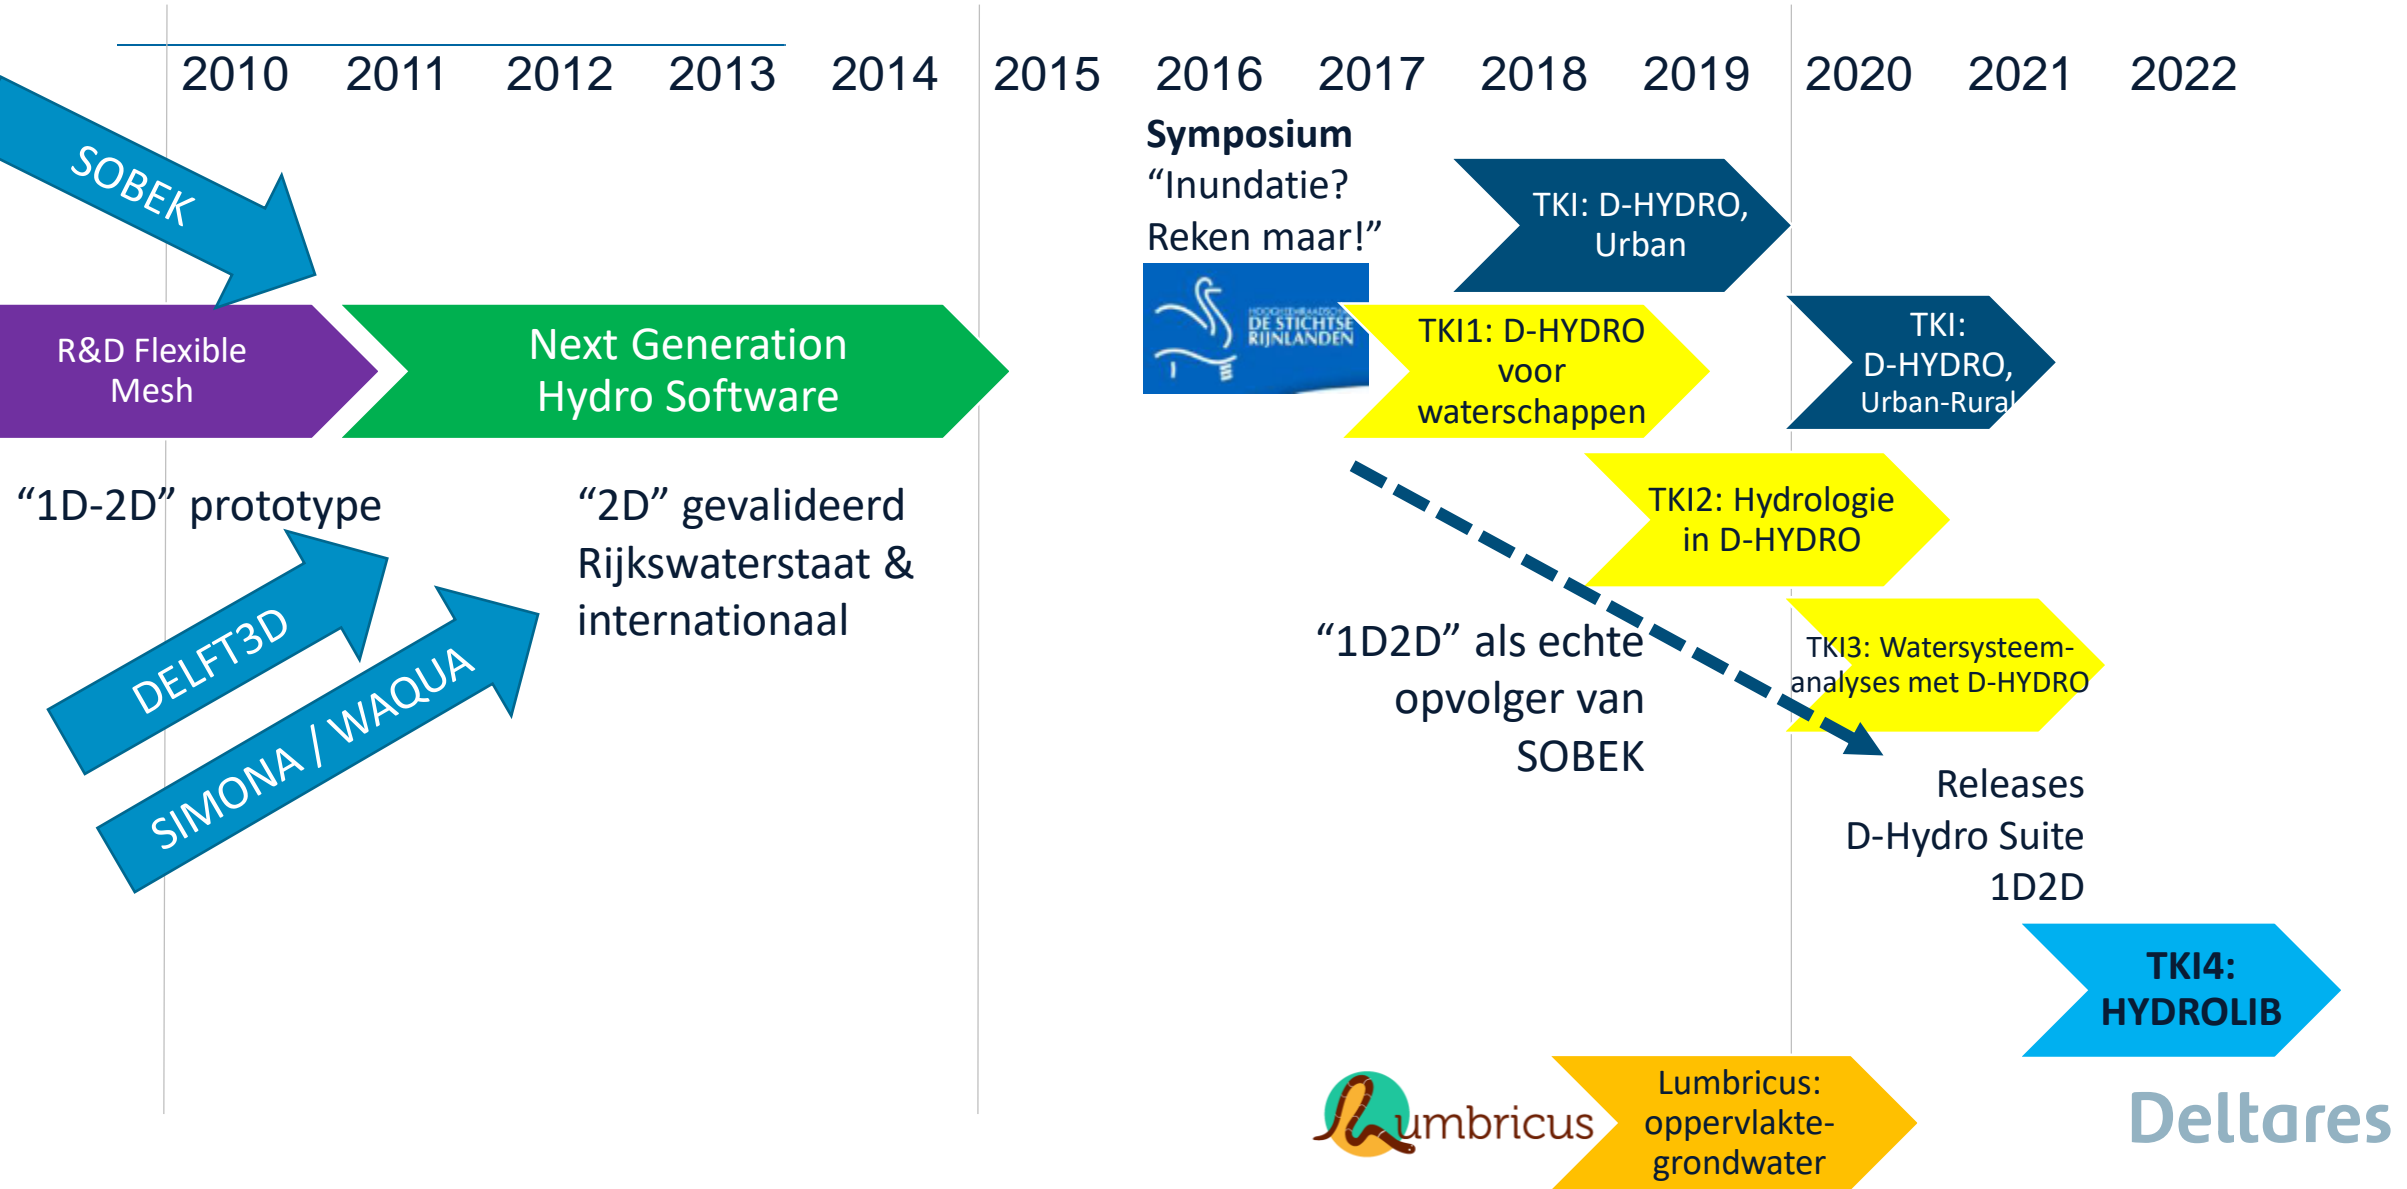 2010 2011 2012 2013 2014 2015 2016 2017 2018 2019 2020 2021 2022
SOBEK
R&D Flexible
Mesh
Next Generation
Hydro Software
“1D-2D” prototype
“2D” gevalideerd
Rijkswaterstaat &
internationaal
DELFT3D
SIMONA / WAQUA
Symposium
“Inundatie?
Reken maar!”
DE STICHTSE
RIJNLANDEN
TKI: D-HYDRO,
Urban
TKI1: D-HYDRO
voor
waterschappen
TKI:
D-HYDRO,
Urban-Rural
TKI2: Hydrologie
in D-HYDRO
“1D2D” als echte
opvolger van
SOBEK
TKI3: Watersysteem-
analyses met D-HYDRO
Releases
D-Hydro Suite
1D2D
TKI4:
HYDROLIB
Lumbricus
Lumbricus:
oppervlakte-
grondwater
Deltares